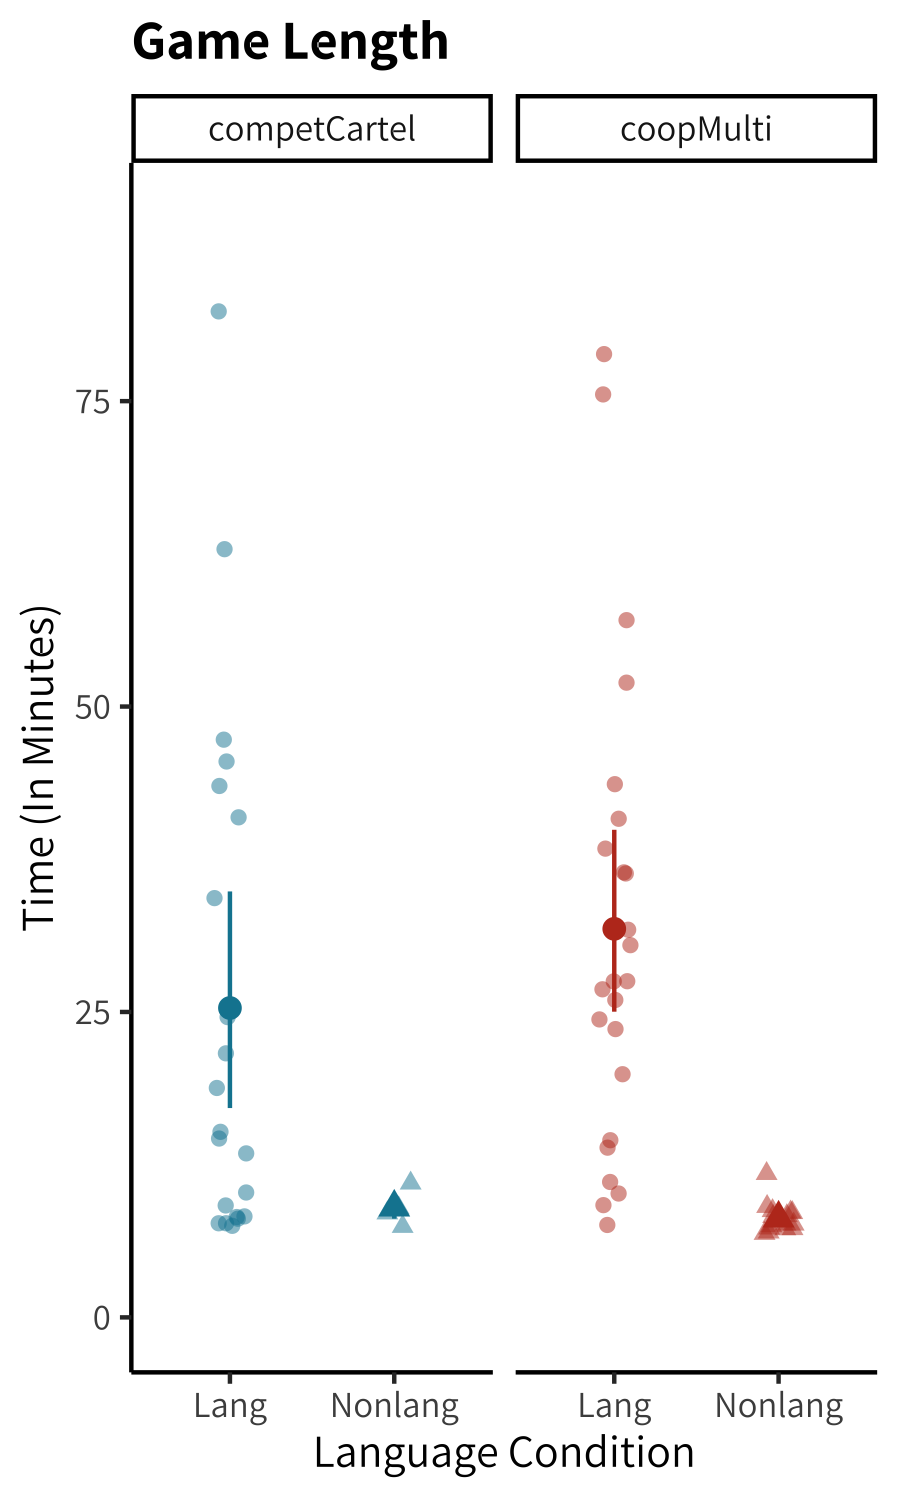 Game Length
competCartel
coopMulti
75
50
25
0
Time (In Minutes)
Lang
Nonlang
Lang
Nonlang
Language Condition